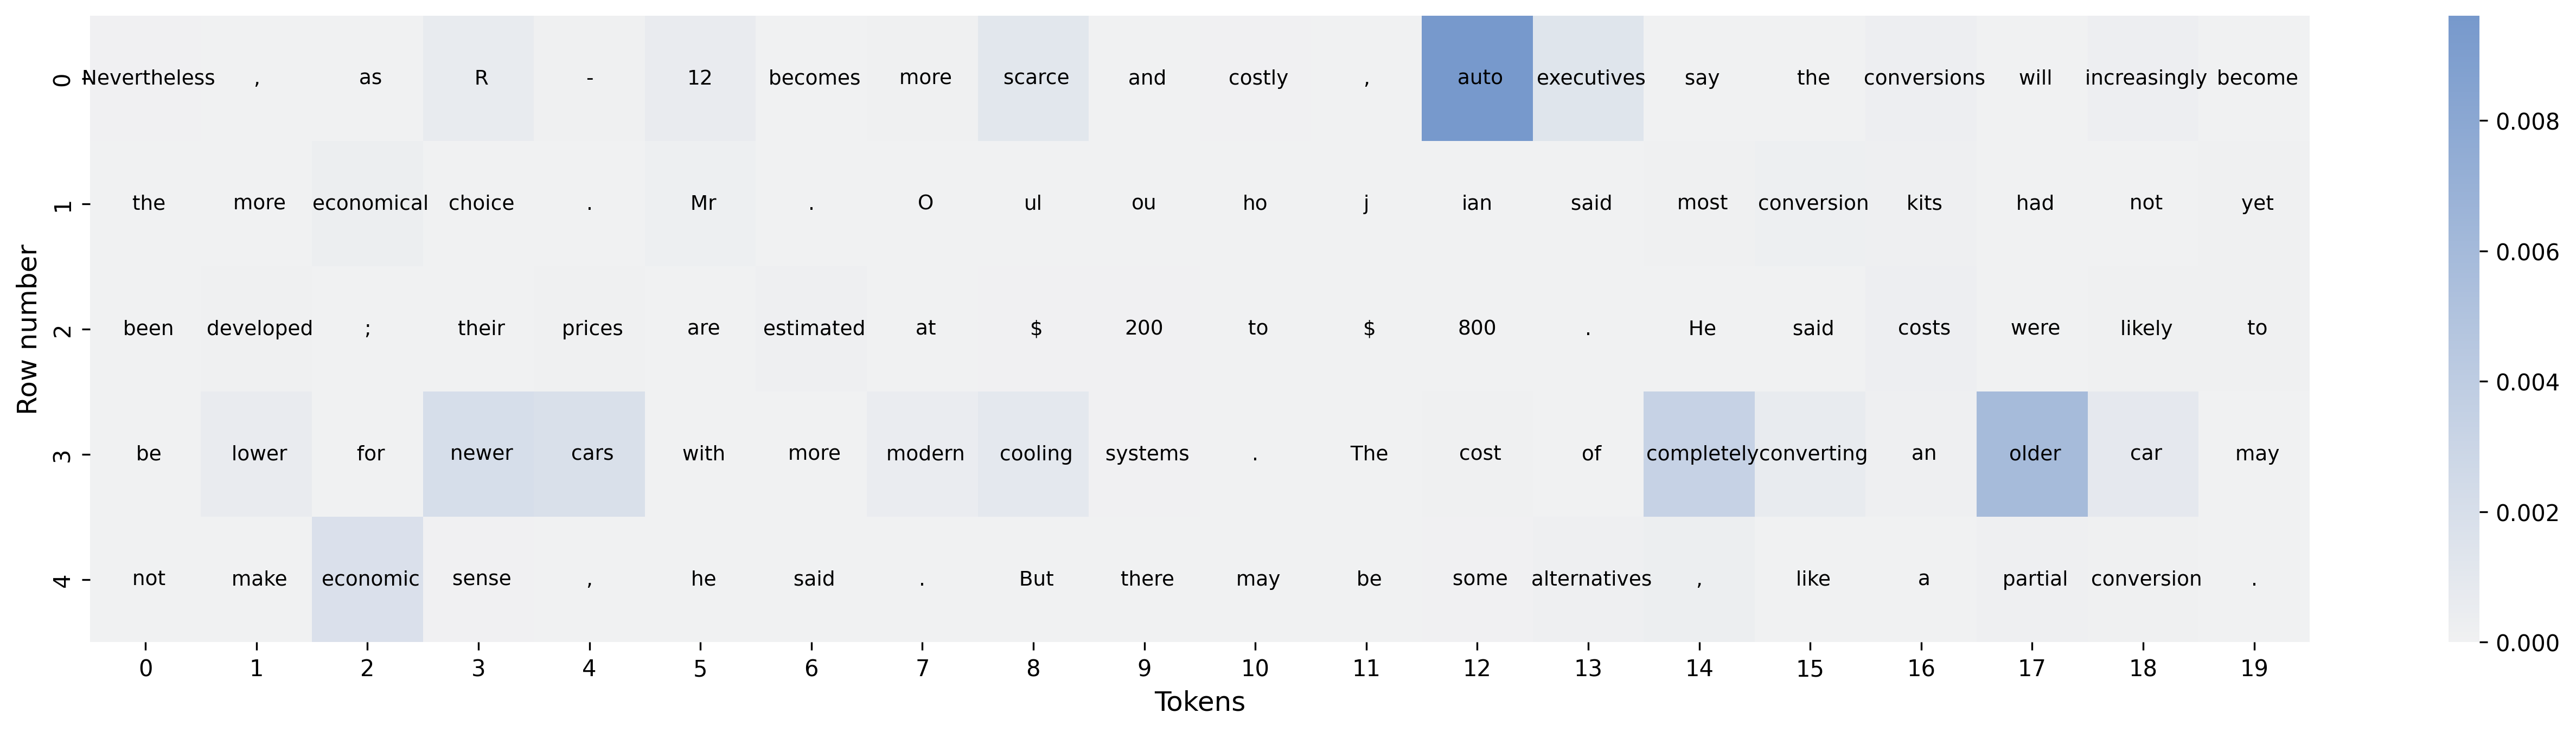 0 Nevertheless , as R - 12 becomes more scarce and costly , auto executives say the conversions will increasingly become
1 the more economical choice . Mr . O ul ou ho j ian said most conversion kits had not yet
2 been developed ; their prices are estimated at $ 200 to $ 800 . He said costs were likely to
3 be lower for newer cars with more modern cooling systems . The cost of completely converting an older car may
4 not make economic sense , he said . But there may be some alternatives , like a partial conversion .
Row number
0 1 2 3 4 5 6 7 8 9 10 11 12 13 14 15 16 17 18 19
Tokens
0.008
0.006
0.004
0.002
0.000